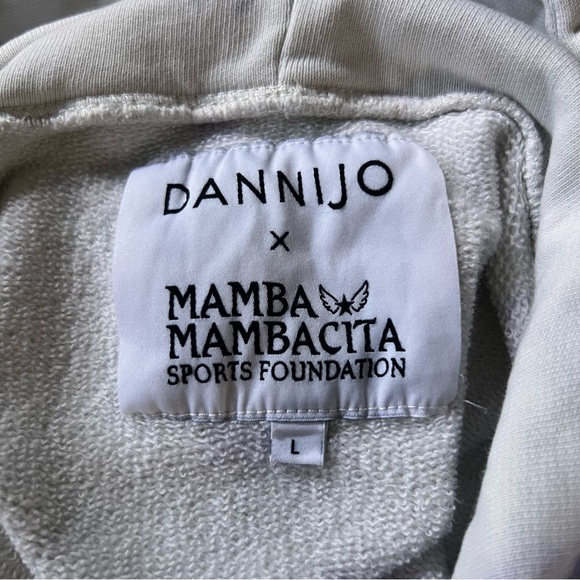 DANNIJO
X
MAMBA
MAMBACITA
SPORTS FOUNDATION
L